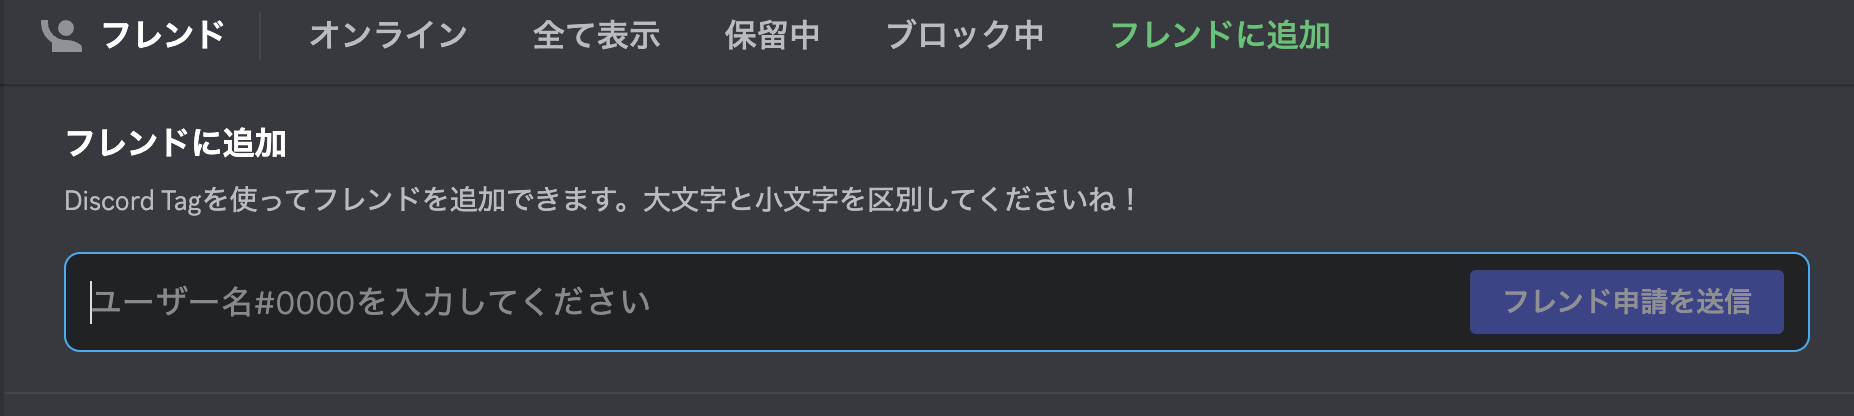 フレンド オンライン 全て表示 保留中 ブロック中 フレンドに追加
フレンドに追加
Discord Tagを使ってフレンドを追加できます。大文字と小文字を区別してくださいね！
ユーザー名#0000を入力してください フレンド申請を送信